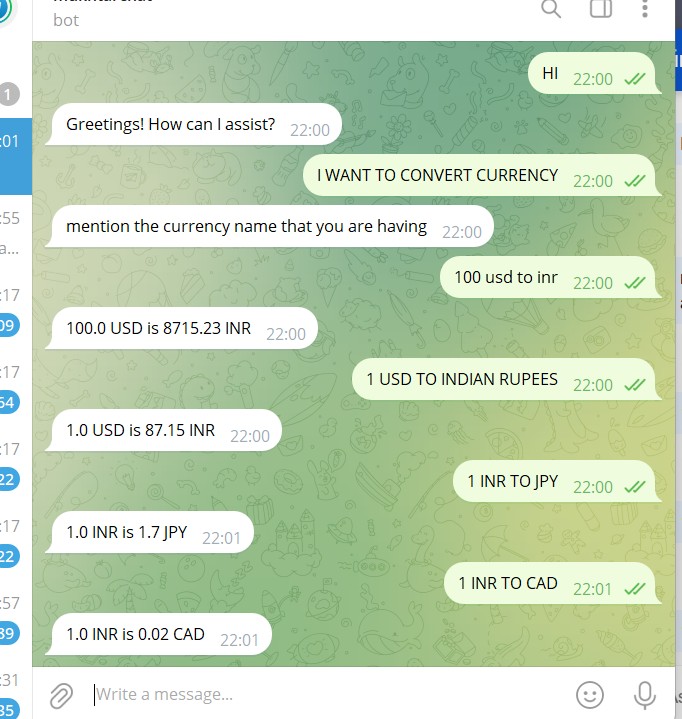 bot
1
:01
:55
a...
:17
09
:17
64
:17
22
:17
22
:57
39
:31
35
HI 22:00
Greetings! How can I assist? 22:00
I WANT TO CONVERT CURRENCY 22:00
mention the currency name that you are having 22:00
100 usd to inr 22:00
100.0 USD is 8715.23 INR 22:00
1 USD TO INDIAN RUPEES 22:00
1.0 USD is 87.15 INR 22:00
1 INR TO JPY 22:00
1.0 INR is 1.7 JPY 22:01
1 INR TO CAD 22:01
1.0 INR is 0.02 CAD 22:01
Write a message...